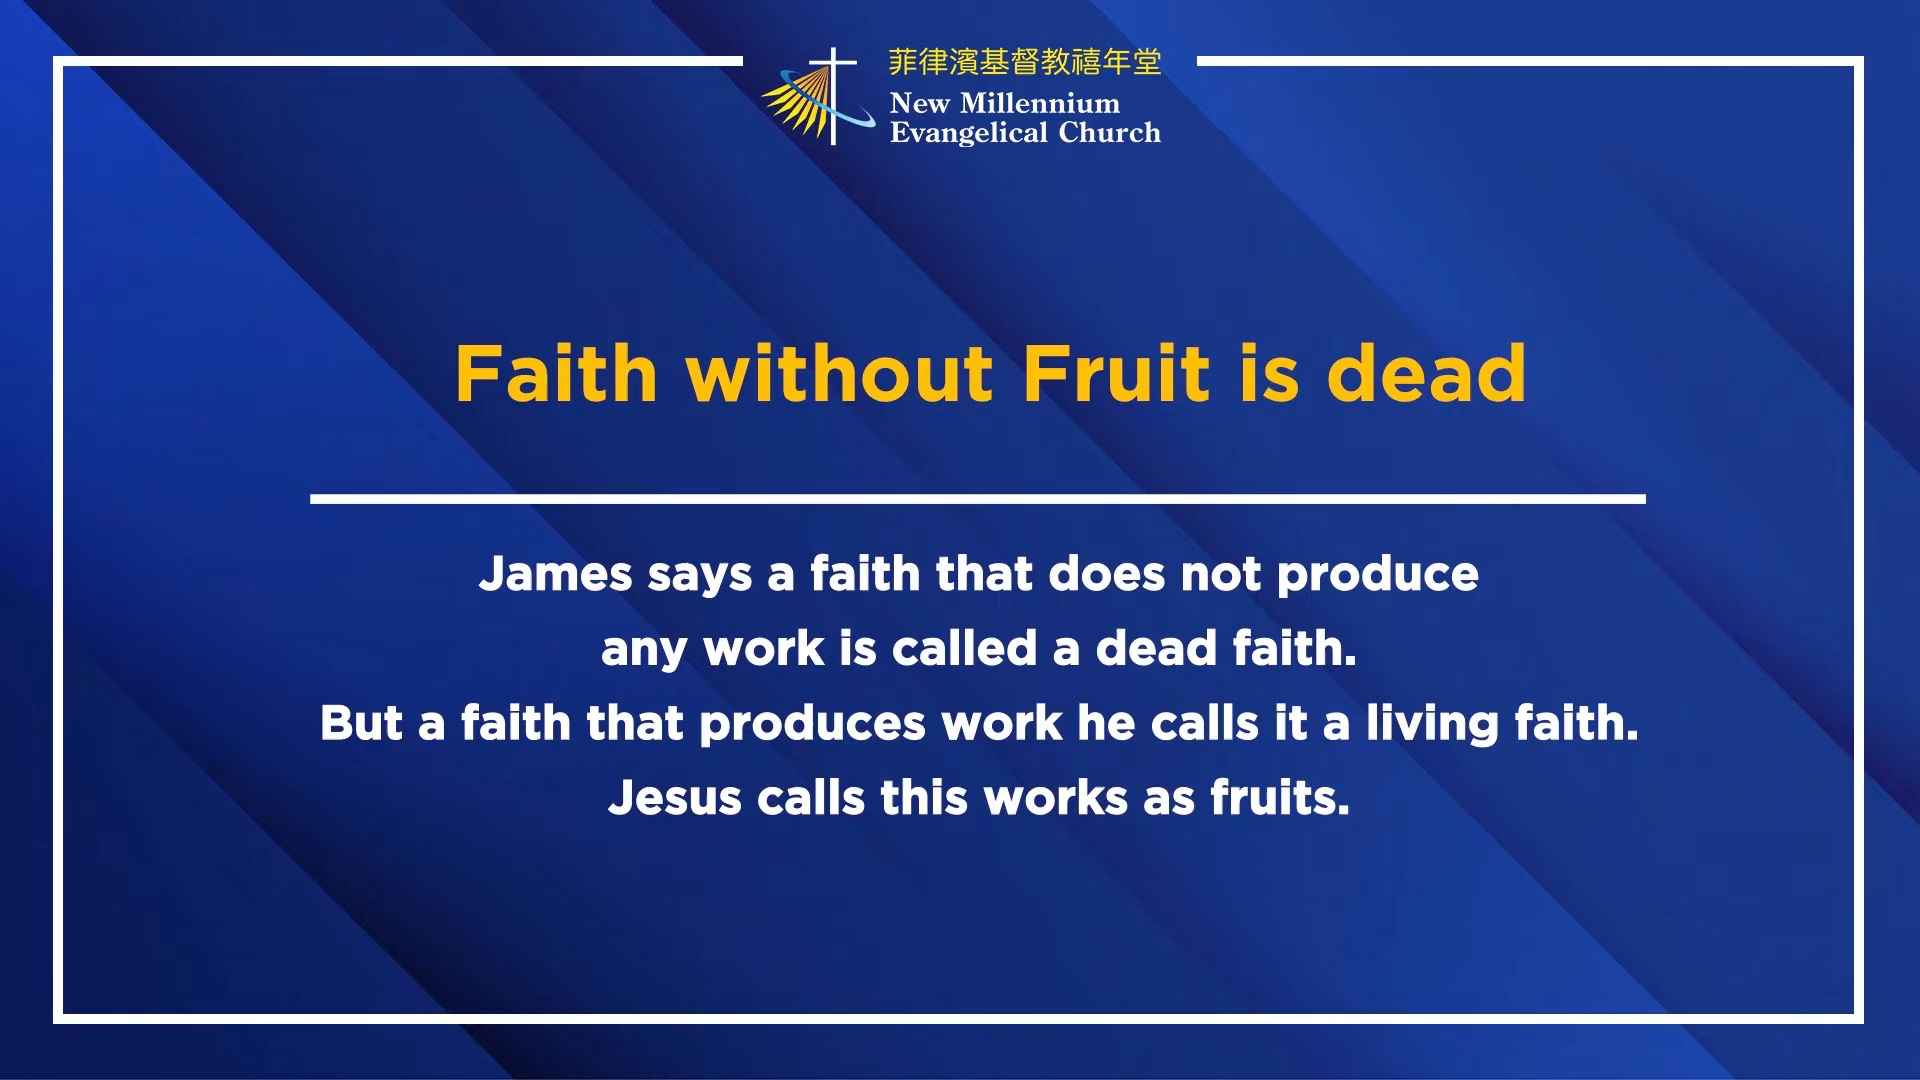 菲律濱基督教禧年堂
New Millennium
Evangelical Church
Faith without Fruit is dead
James says a faith that does not produce
any work is called a dead faith.
But a faith that produces work he calls it a living faith.
Jesus calls this works as fruits.